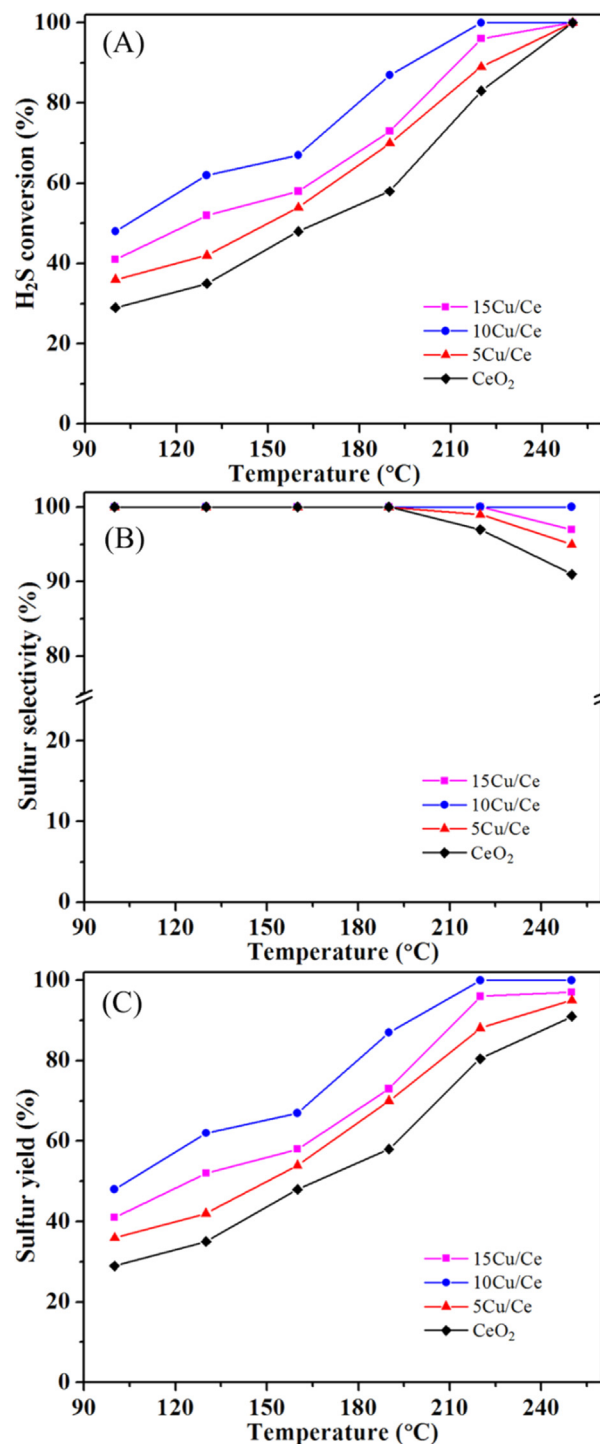 (A)
H₂S conversion (%)
100
80
60
40
20
0
15Cu/Ce
10Cu/Ce
5Cu/Ce
CeO₂
90 120 150 180 210 240
Temperature (°C)
(B)
Sulfur selectivity (%)
100
90
80
20
10
0
15Cu/Ce
10Cu/Ce
5Cu/Ce
CeO₂
90 120 150 180 210 240
Temperature (°C)
(C)
Sulfur yield (%)
100
80
60
40
20
0
15Cu/Ce
10Cu/Ce
5Cu/Ce
CeO₂
90 120 150 180 210 240
Temperature (°C)